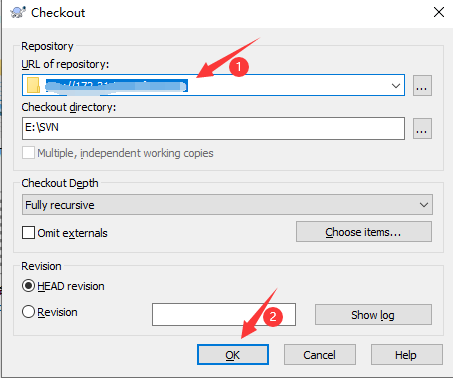 Checkout
Repository
URL of repository:
1
...
Checkout directory:
E:\SVN
...
Multiple, independent working copies
Checkout Depth
Fully recursive
Omit externals
Choose items...
Revision
HEAD revision
Revision
Show log
2
OK
Cancel
Help